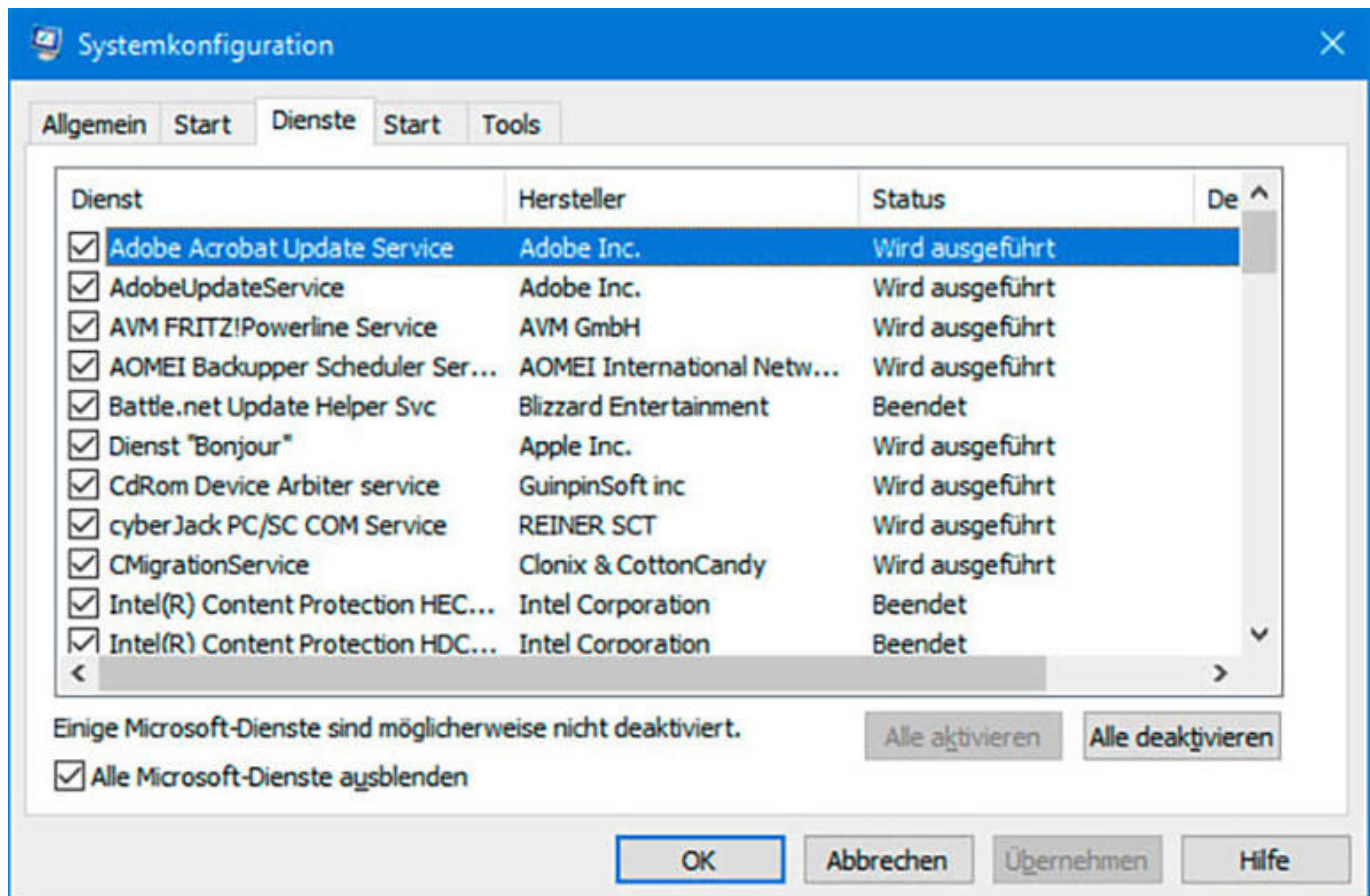 Systemkonfiguration
Allgemein Start Dienste Start Tools
Dienst Hersteller Status De
Adobe Acrobat Update Service Adobe Inc. Wird ausgeführt
AdobeUpdateService Adobe Inc. Wird ausgeführt
AVM FRITZ!Powerline Service AVM GmbH Wird ausgeführt
AOMEI Backupper Scheduler Ser... AOMEI International Netw... Wird ausgeführt
Battle.net Update Helper Svc Blizzard Entertainment Beendet
Dienst "Bonjour" Apple Inc. Wird ausgeführt
CdRom Device Arbiter service GuinpinSoft inc Wird ausgeführt
cyberJack PC/SC COM Service REINER SCT Wird ausgeführt
CMigrationService Clonix & CottonCandy Wird ausgeführt
Intel(R) Content Protection HEC... Intel Corporation Beendet
Intel(R) Content Protection HDC... Intel Corporation Beendet
Einige Microsoft-Dienste sind möglicherweise nicht deaktiviert. Alle aktivieren Alle deaktivieren
Alle Microsoft-Dienste ausblenden
OK Abbrechen Übernehmen Hilfe